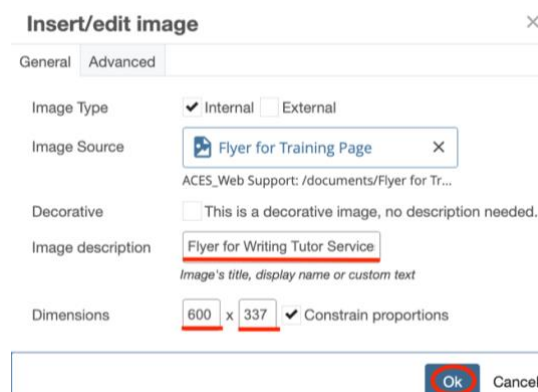 Insert/edit image ×
General Advanced
Image Type Internal External
Image Source Flyer for Training Page ×
ACES_Web Support: /documents/Flyer for Tr...
Decorative This is a decorative image, no description needed.
Image description Flyer for Writing Tutor Service
Image's title, display name or custom text
Dimensions 600 x 337 Constrain proportions
Ok Cancel